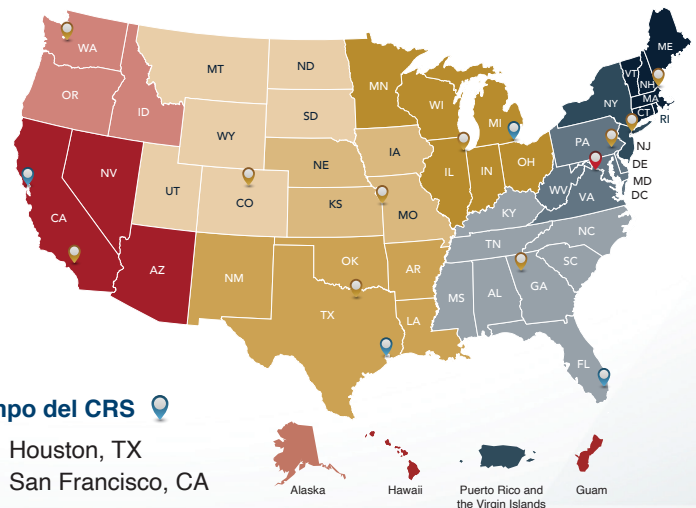 WA
OR
ID
MT
ND
SD
WY
NE
KS
IA
MO
UT
CO
MN
WI
MI
IL
IN
OH
ME
VT
NH
MA
CT
RI
NY
NJ
PA
DE
MD
DC
WV
VA
KY
NC
TN
SC
MS
AL
GA
FL
NV
CA
AZ
NM
OK
TX
AR
LA
mpo del CRS
Houston, TX
San Francisco, CA
Alaska
Hawaii
Puerto Rico and
the Virgin Islands
Guam